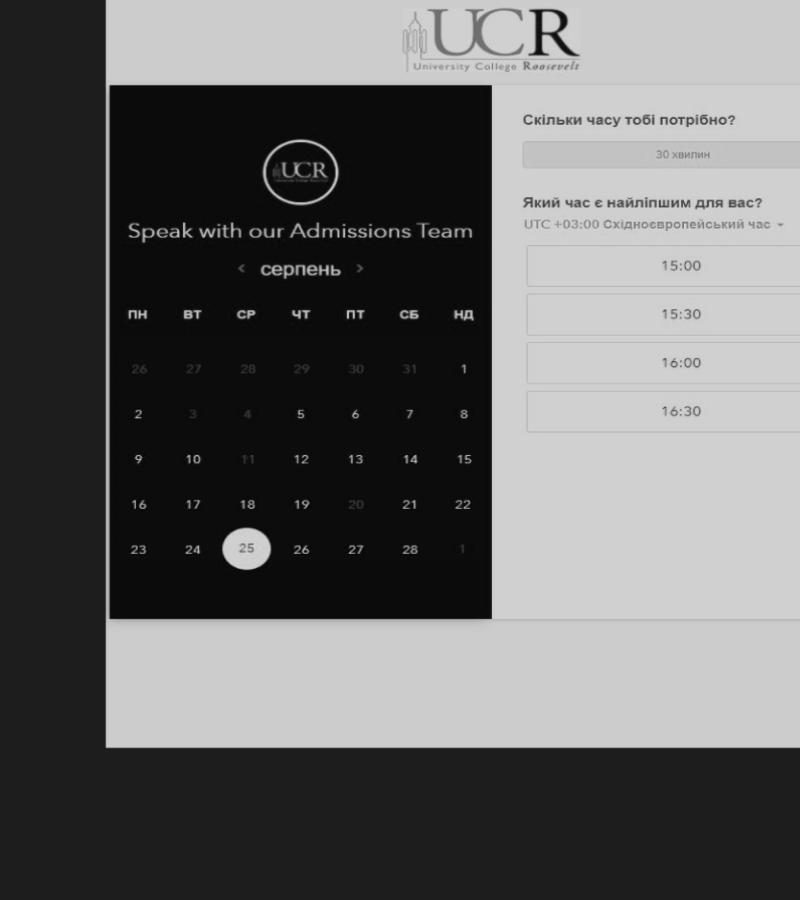 UCR
University College Roosevelt
UCR
Speak with our Admissions Team
< серпень >
ПН ВТ СР ЧТ ПТ СБ НД
26 27 28 29 30 31 1
2 3 4 5 6 7 8
9 10 11 12 13 14 15
16 17 18 19 20 21 22
23 24 25 26 27 28 1
Скільки часу тобі потрібно?
30 хвилин
Який час є найліпшим для вас?
UTC +03:00 Східноєвропейський час
15:00
15:30
16:00
16:30